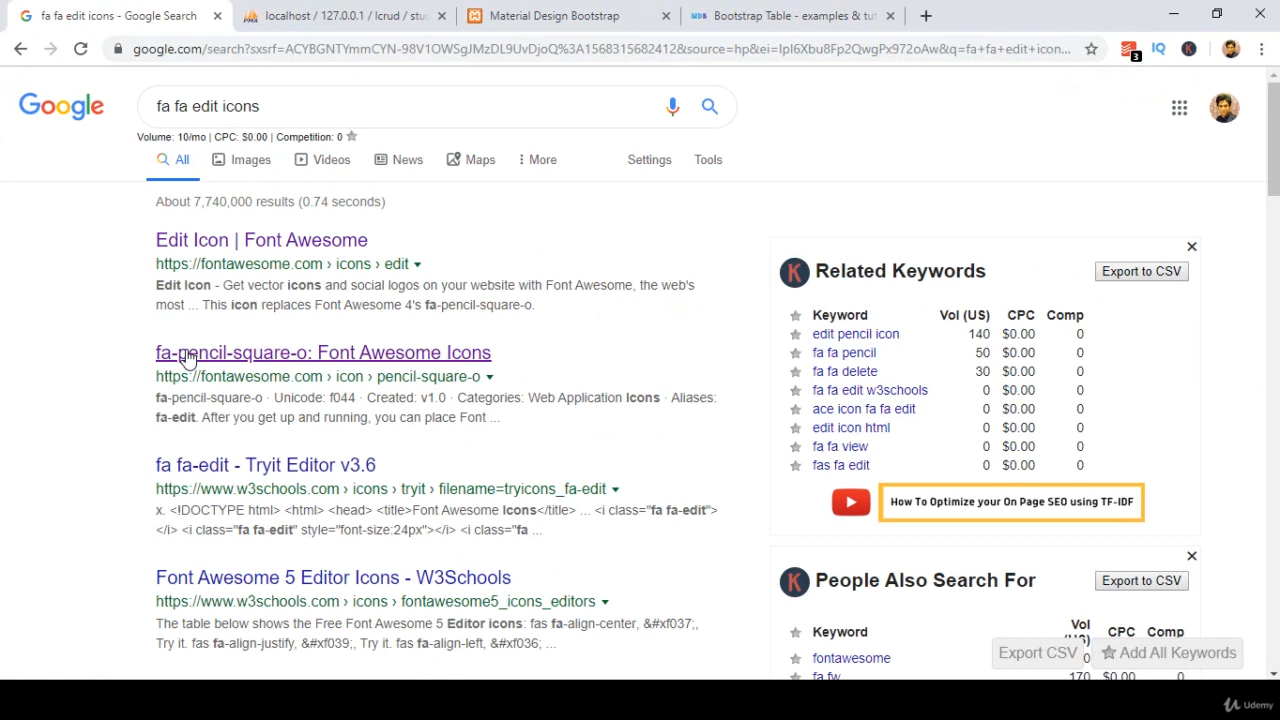 fa fa edit icons - Google Search
localhost / 127.0.0.1 / lcrud / stu
Material Design Bootstrap
MDB Bootstrap Table - examples & tut
google.com/search?sxsrf=ACYBGNTYmmCYN-98V1OWSgJMzDL9UvDjoQ%3A1568315682412&source=hp&ei=Ipl6Xbu8Fp2QwgPx972oAw&q=fa+fa+edit+icon...
3
IQ
K
Google
fa fa edit icons
Volume: 10/mo | CPC: $0.00 | Competition: 0
All
Images
Videos
News
Maps
More
Settings
Tools
About 7,740,000 results (0.74 seconds)
Edit Icon | Font Awesome
https://fontawesome.com › icons › edit
Edit Icon - Get vector icons and social logos on your website with Font Awesome, the web's
most ... This icon replaces Font Awesome 4's fa-pencil-square-o.
fa-pencil-square-o: Font Awesome Icons
https://fontawesome.com › icon › pencil-square-o
fa-pencil-square-o · Unicode: f044 · Created: v1.0 · Categories: Web Application Icons · Aliases:
fa-edit. After you get up and running, you can place Font ...
fa fa-edit - Tryit Editor v3.6
https://www.w3schools.com › icons › tryit › filename=tryicons_fa-edit
x. <!DOCTYPE html> <html> <head> <title>Font Awesome Icons</title> ... <i class="fa fa-edit">
</i> <i class="fa fa-edit" style="font-size:24px"></i> <i class="fa ...
Font Awesome 5 Editor Icons - W3Schools
https://www.w3schools.com › icons › fontawesome5_icons_editors
The table below shows the Free Font Awesome 5 Editor icons: fas fa-align-center, &#xf037;,
Try it. fas fa-align-justify, &#xf039;, Try it. fas fa-align-left, &#xf036; ...
K Related Keywords
Export to CSV
Keyword Vol (US) CPC Comp
edit pencil icon 140 $0.00 0
fa fa pencil 50 $0.00 0
fa fa delete 30 $0.00 0
fa fa edit w3schools 0 $0.00 0
ace icon fa fa edit 0 $0.00 0
edit icon html 0 $0.00 0
fa fa view 0 $0.00 0
fas fa edit 0 $0.00 0
How To Optimize your On Page SEO using TF-IDF
K People Also Search For
Export to CSV
Keyword Vol CPC Comp
fontawesome 0
fa fw 170 $0.00 0
Export CSV
Add All Keywords
Udemy